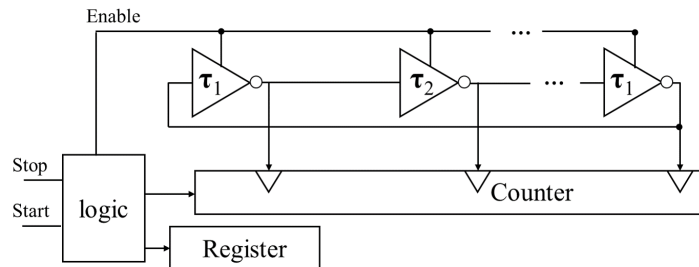 Enable
...
τ1
τ2
...
τ1
Stop
Start
logic
Counter
Register